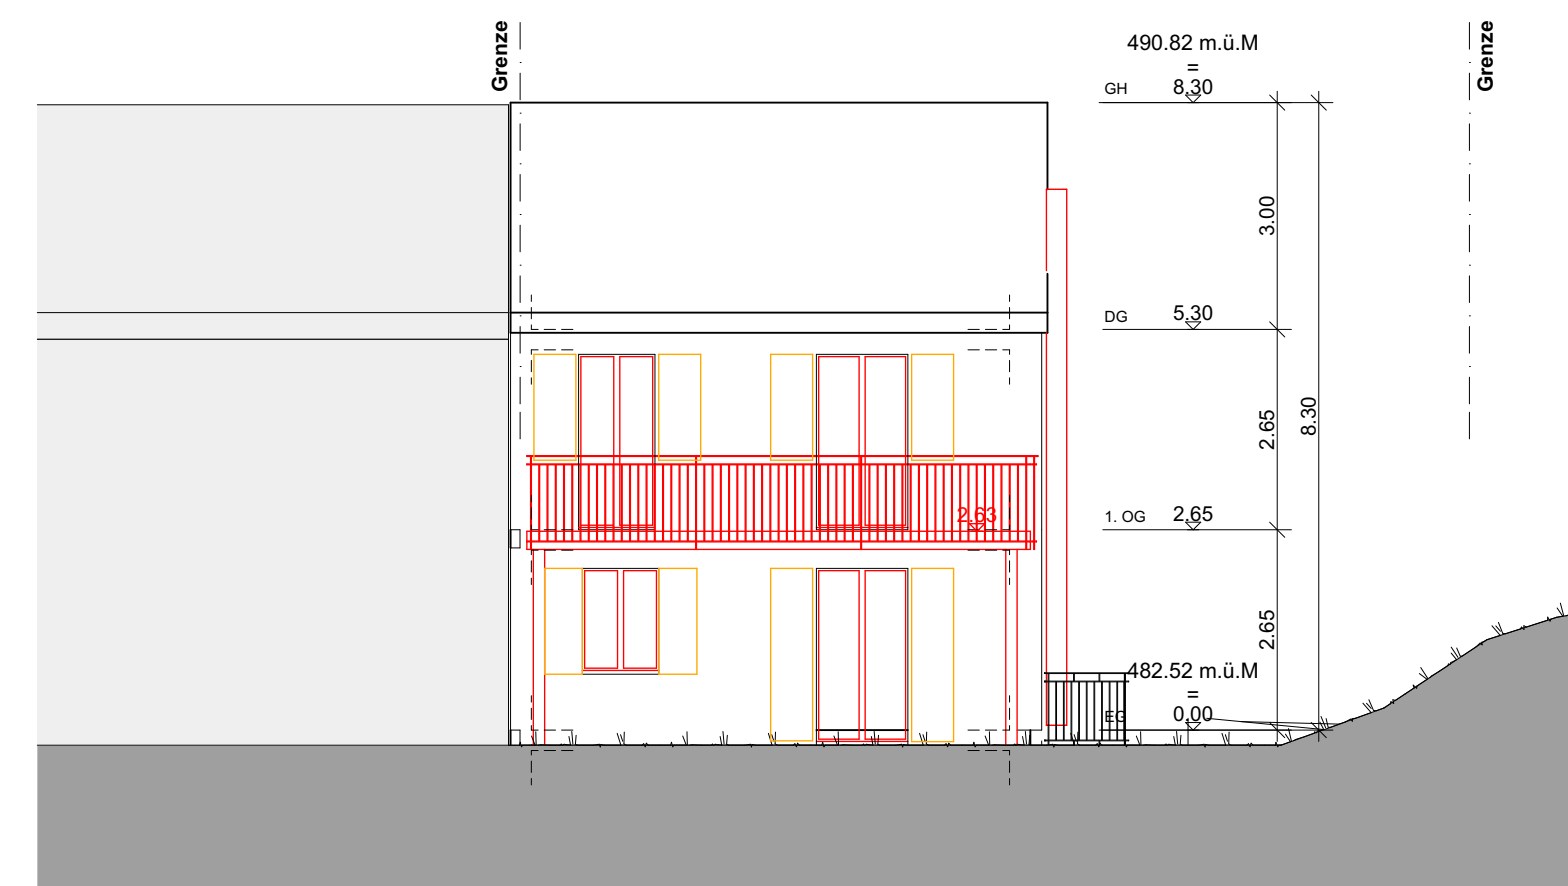 Grenze
Grenze
490.82 m.ü.M
=
GH 8.30
3.00
DG 5.30
2.65
8.30
2.63
1. OG 2.65
2.65
482.52 m.ü.M
=
EG 0.00